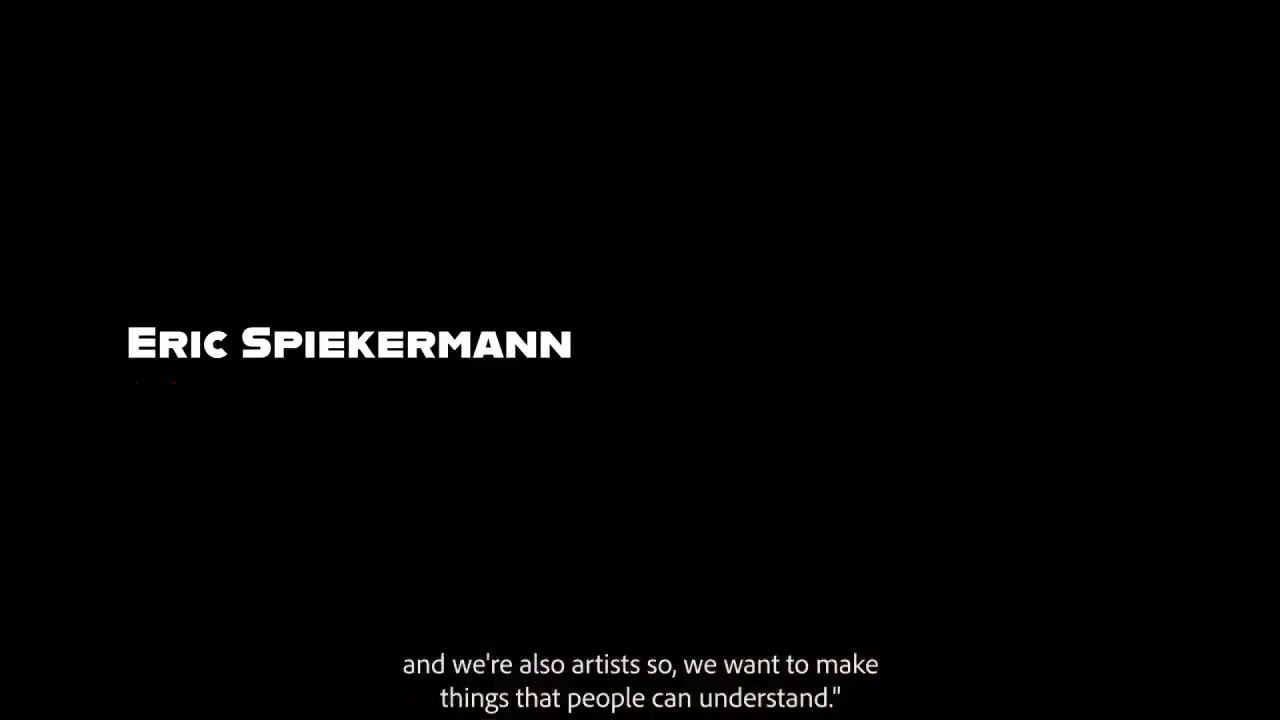 Eric Spiekermann
and we're also artists so, we want to make
things that people can understand."